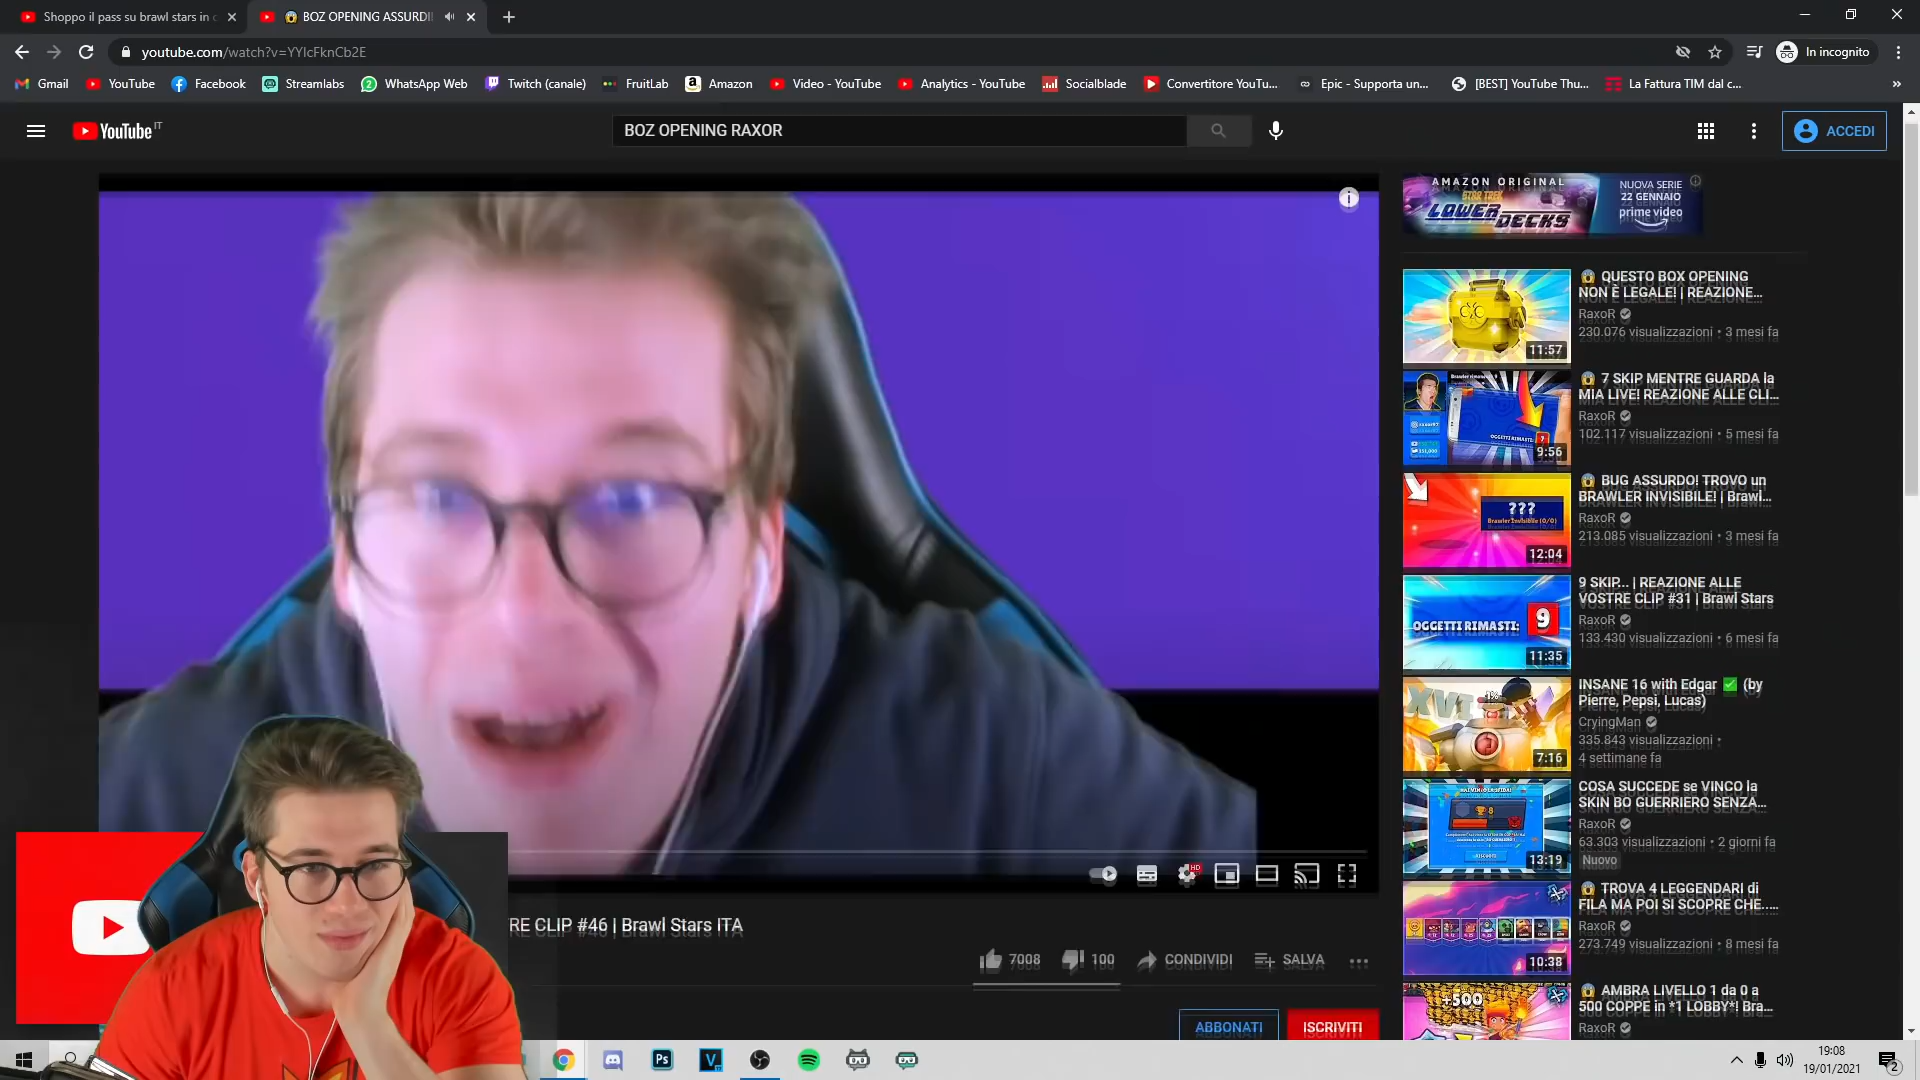 Shoppo il pass su brawl stars in c
BOZ OPENING ASSURDI
youtube.com/watch?v=YYIcFknCb2E
In incognito
Gmail
YouTube
Facebook
Streamlabs
WhatsApp Web
Twitch (canale)
FruitLab
Amazon
Video - YouTube
Analytics - YouTube
Socialblade
Convertitore YouTu...
Epic - Supporta un...
[BEST] YouTube Thu...
La Fattura TIM dal c...
YouTube IT
BOZ OPENING RAXOR
ACCEDI
AMAZON ORIGINAL
STAR TREK
LOWER DECKS
NUOVA SERIE
22 GENNAIO
prime video
QUESTO BOX OPENING
NON È LEGALE! | REAZIONE...
RaxoR
230.076 visualizzazioni • 3 mesi fa
11:57
7 SKIP MENTRE GUARDA la
MIA LIVE! REAZIONE ALLE CLI...
RaxoR
102.117 visualizzazioni • 5 mesi fa
OGGETTI RIMASTI:
9:56
BUG ASSURDO! TROVO un
BRAWLER INVISIBILE! | Brawl...
RaxoR
213.085 visualizzazioni • 3 mesi fa
???
Brawler Invisibile (0/0)
12:04
9 SKIP... | REAZIONE ALLE
VOSTRE CLIP #31 | Brawl Stars
RaxoR
133.430 visualizzazioni • 6 mesi fa
OGGETTI RIMASTI: 9
11:35
INSANE 16 with Edgar ✅ (by
Pierre, Pepsi, Lucas)
CryingMan
335.843 visualizzazioni •
4 settimane fa
7:16
COSA SUCCEDE se VINCO la
SKIN BO GUERRIERO SENZA...
RaxoR
63.303 visualizzazioni • 2 giorni fa
Nuovo
13:19
TROVA 4 LEGGENDARI di
FILA MA POI SI SCOPRE CHE.....
RaxoR
273.749 visualizzazioni • 8 mesi fa
10:38
AMBRA LIVELLO 1 da 0 a
500 COPPE in *1 LOBBY*! Bra...
RaxoR
+500
HD
RE CLIP #46 | Brawl Stars ITA
7008
100
CONDIVIDI
SALVA
ABBONATI
ISCRIVITI
Ps
V
19:08
19/01/2021
2